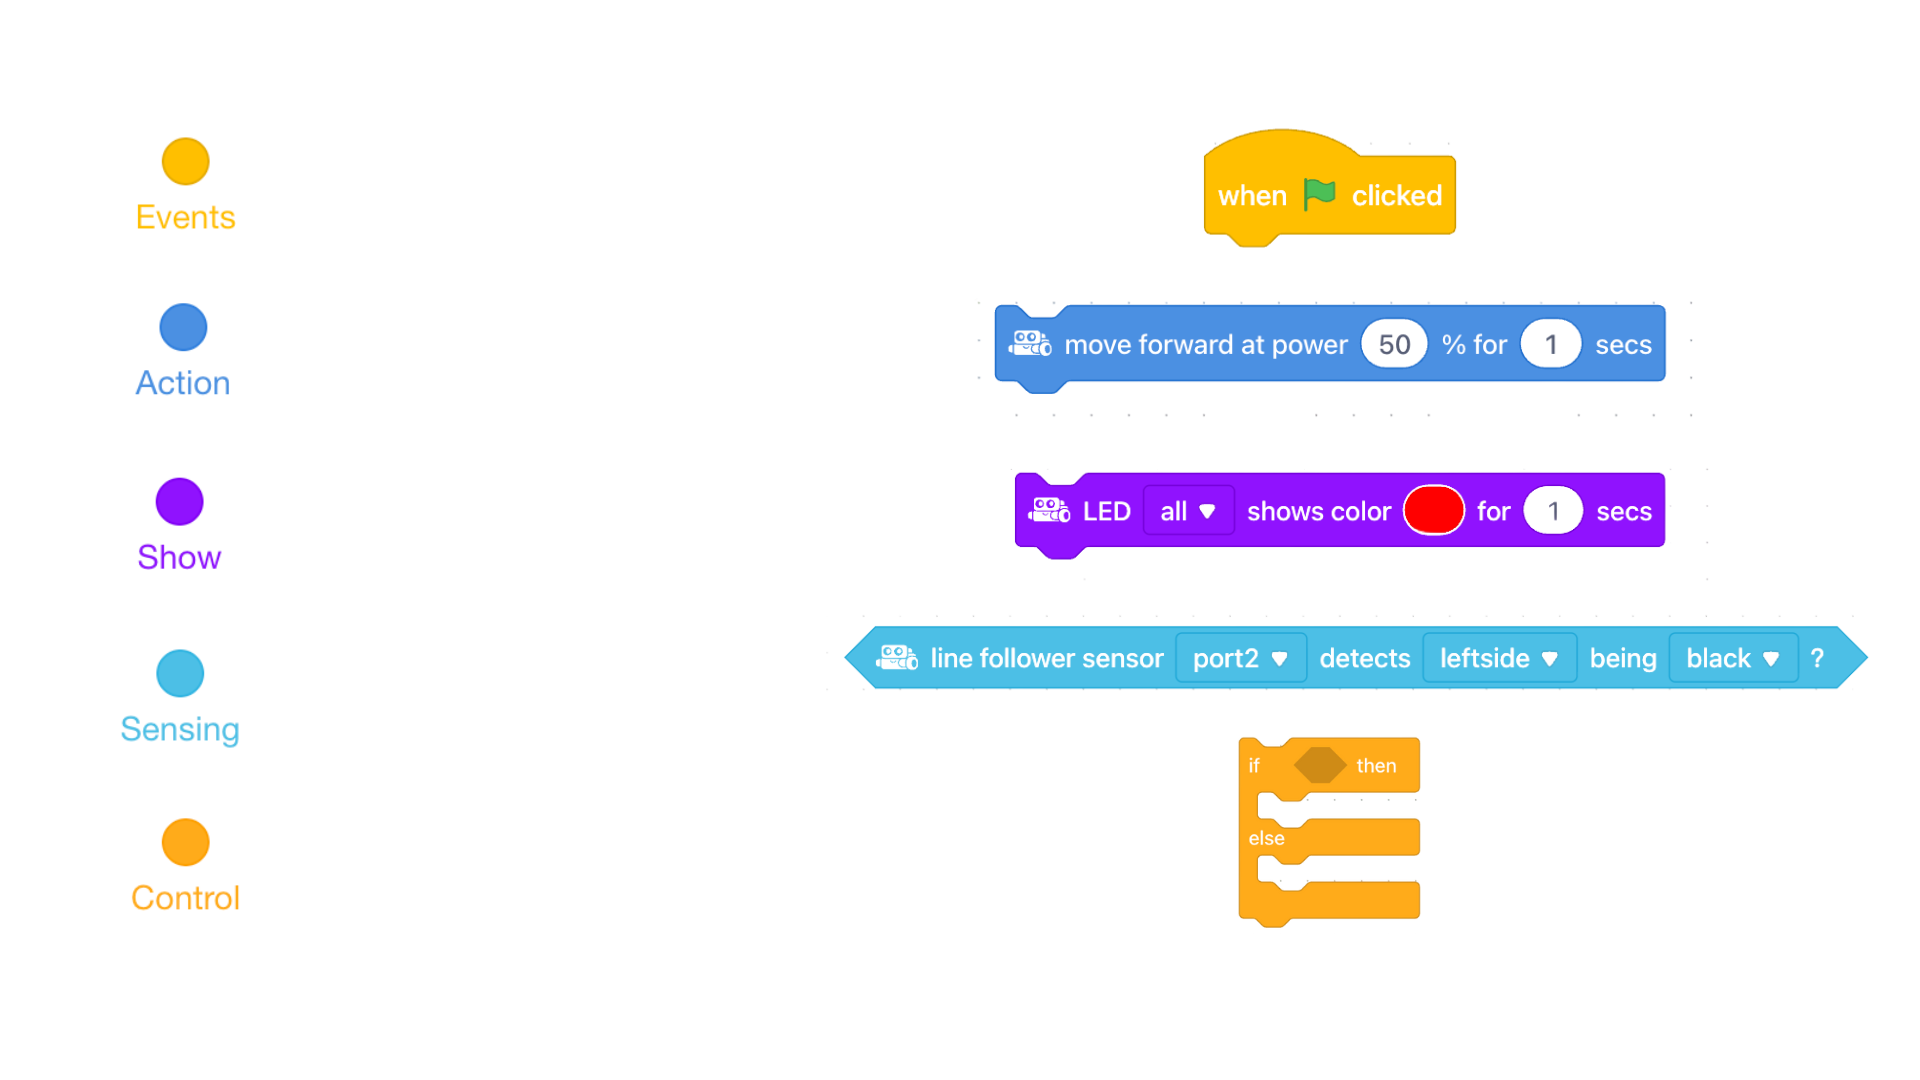 Events
when clicked
Action
move forward at power 50 % for 1 secs
Show
LED all shows color for 1 secs
Sensing
line follower sensor port2 detects leftside being black ?
Control
if then
else